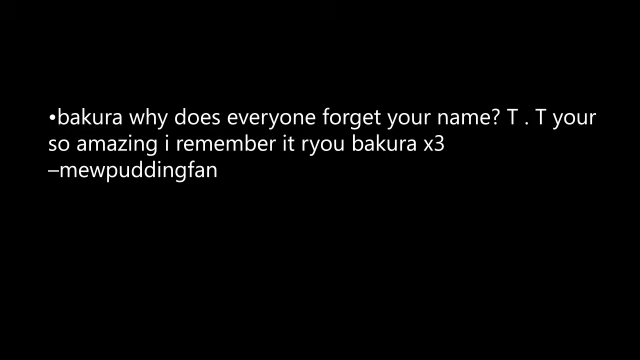 •bakura why does everyone forget your name? T . T your
so amazing i remember it ryou bakura x3
–mewpuddingfan